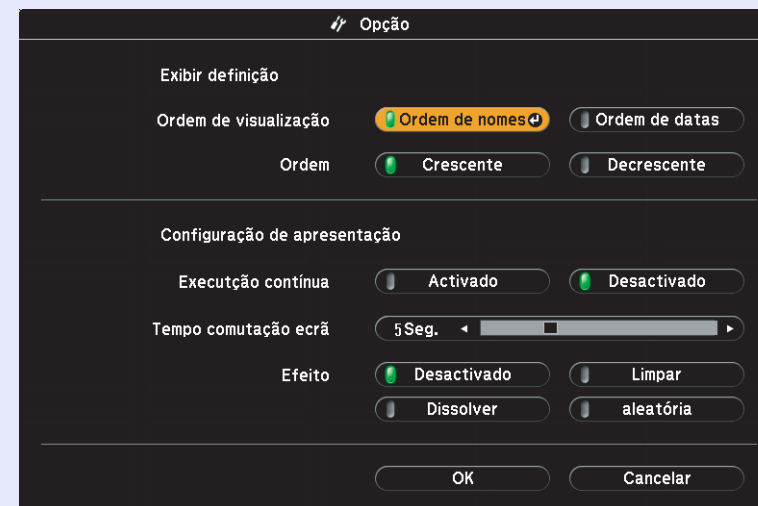 Opção
Exibir definição
Ordem de visualização Ordem de nomes Ordem de datas
Ordem Crescente Decrescente
Configuração de apresentação
Executção contínua Activado Desactivado
Tempo comutação ecrã 5Seg.
Efeito Desactivado Limpar
Dissolver aleatória
OK Cancelar